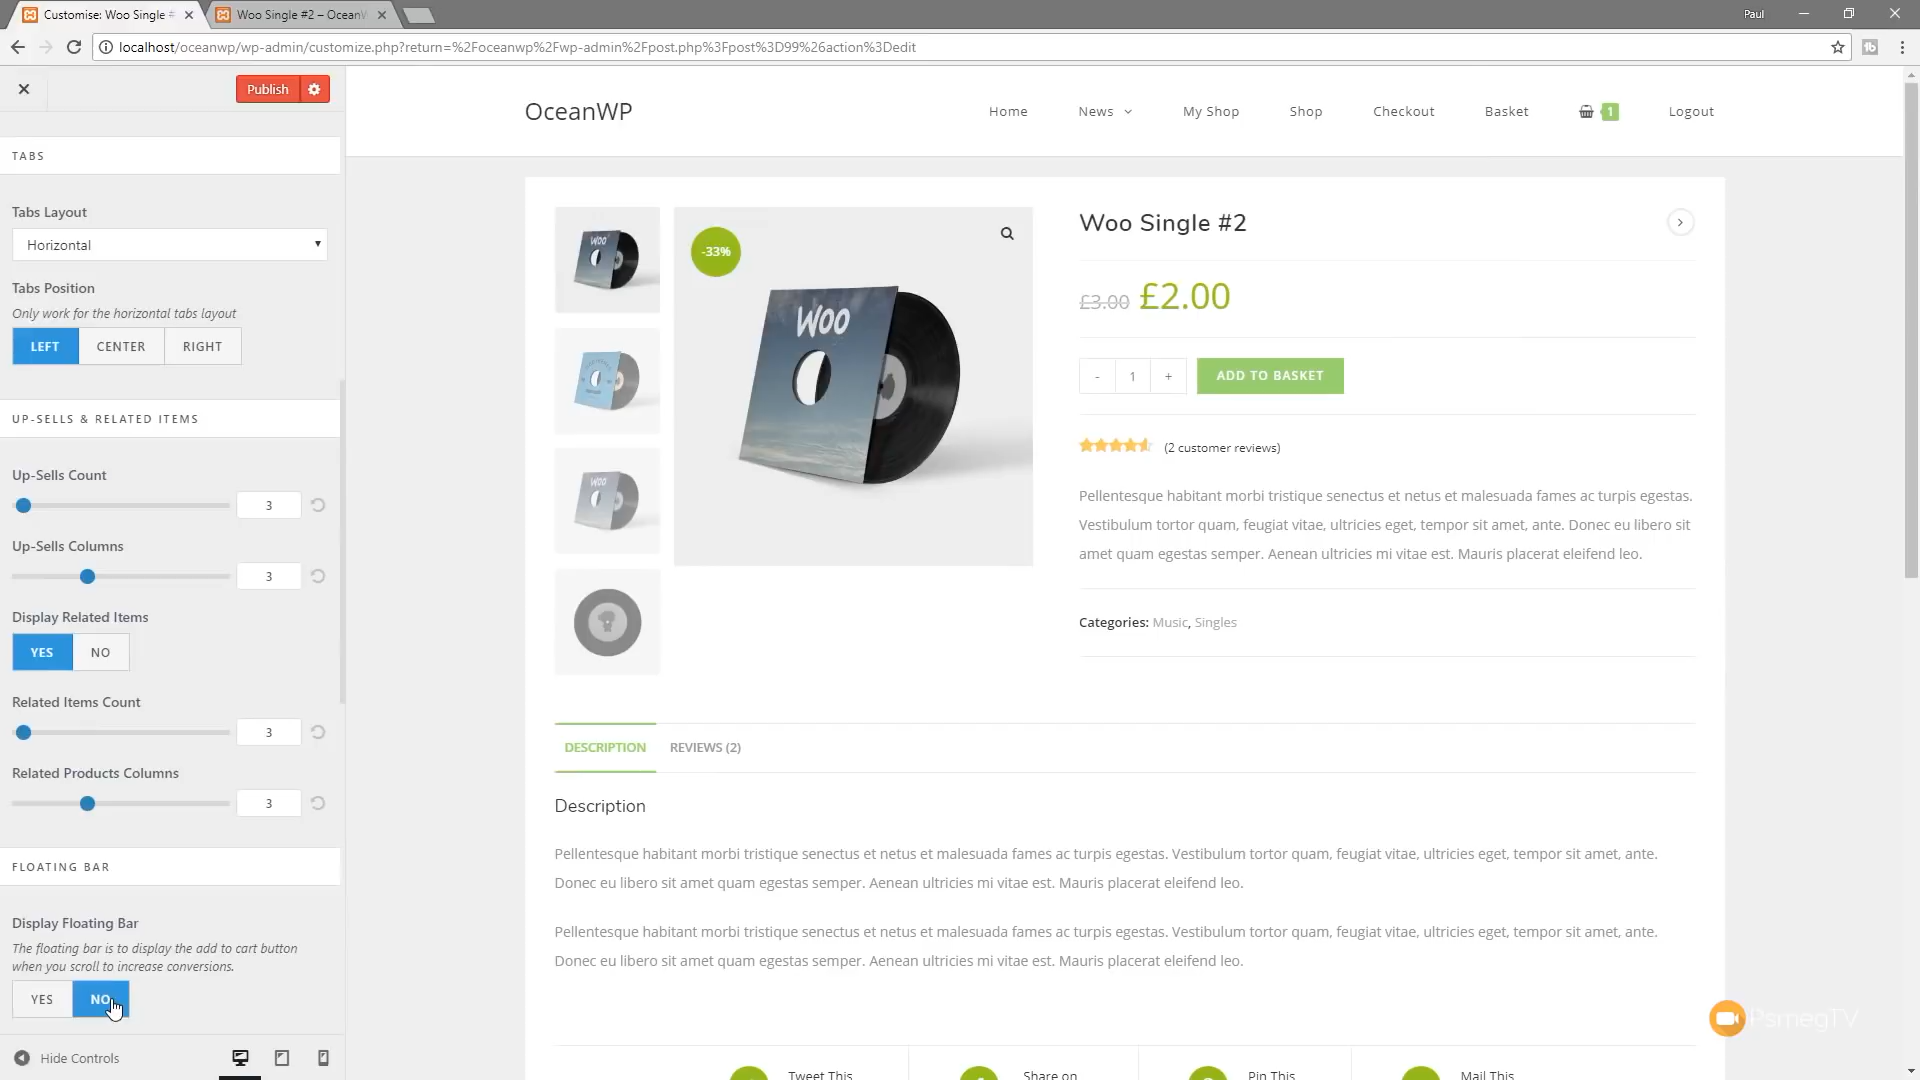 Customise: Woo Single #
Woo Single #2 – OceanW
Paul
localhost/oceanwp/wp-admin/customize.php?return=%2Foceanwp%2Fwp-admin%2Fpost.php%3Fpost%3D99%26action%3Dedit
Publish
TABS
Tabs Layout
Horizontal
Tabs Position
Only work for the horizontal tabs layout
LEFT CENTER RIGHT
UP-SELLS & RELATED ITEMS
Up-Sells Count
3
Up-Sells Columns
3
Display Related Items
YES NO
Related Items Count
3
Related Products Columns
3
FLOATING BAR
Display Floating Bar
The floating bar is to display the add to cart button
when you scroll to increase conversions.
YES NO
Hide Controls
OceanWP
Home News My Shop Shop Checkout Basket 1 Logout
-33%
WOO
Woo Single #2
£3.00 £2.00
- 1 + ADD TO BASKET
(2 customer reviews)
Pellentesque habitant morbi tristique senectus et netus et malesuada fames ac turpis egestas.
Vestibulum tortor quam, feugiat vitae, ultricies eget, tempor sit amet, ante. Donec eu libero sit
amet quam egestas semper. Aenean ultricies mi vitae est. Mauris placerat eleifend leo.
Categories: Music, Singles
DESCRIPTION REVIEWS (2)
Description
Pellentesque habitant morbi tristique senectus et netus et malesuada fames ac turpis egestas. Vestibulum tortor quam, feugiat vitae, ultricies eget, tempor sit amet, ante.
Donec eu libero sit amet quam egestas semper. Aenean ultricies mi vitae est. Mauris placerat eleifend leo.
Pellentesque habitant morbi tristique senectus et netus et malesuada fames ac turpis egestas. Vestibulum tortor quam, feugiat vitae, ultricies eget, tempor sit amet, ante.
Donec eu libero sit amet quam egestas semper. Aenean ultricies mi vitae est. Mauris placerat eleifend leo.
PsmegTV
Tweet This Share on Pin This Mail This